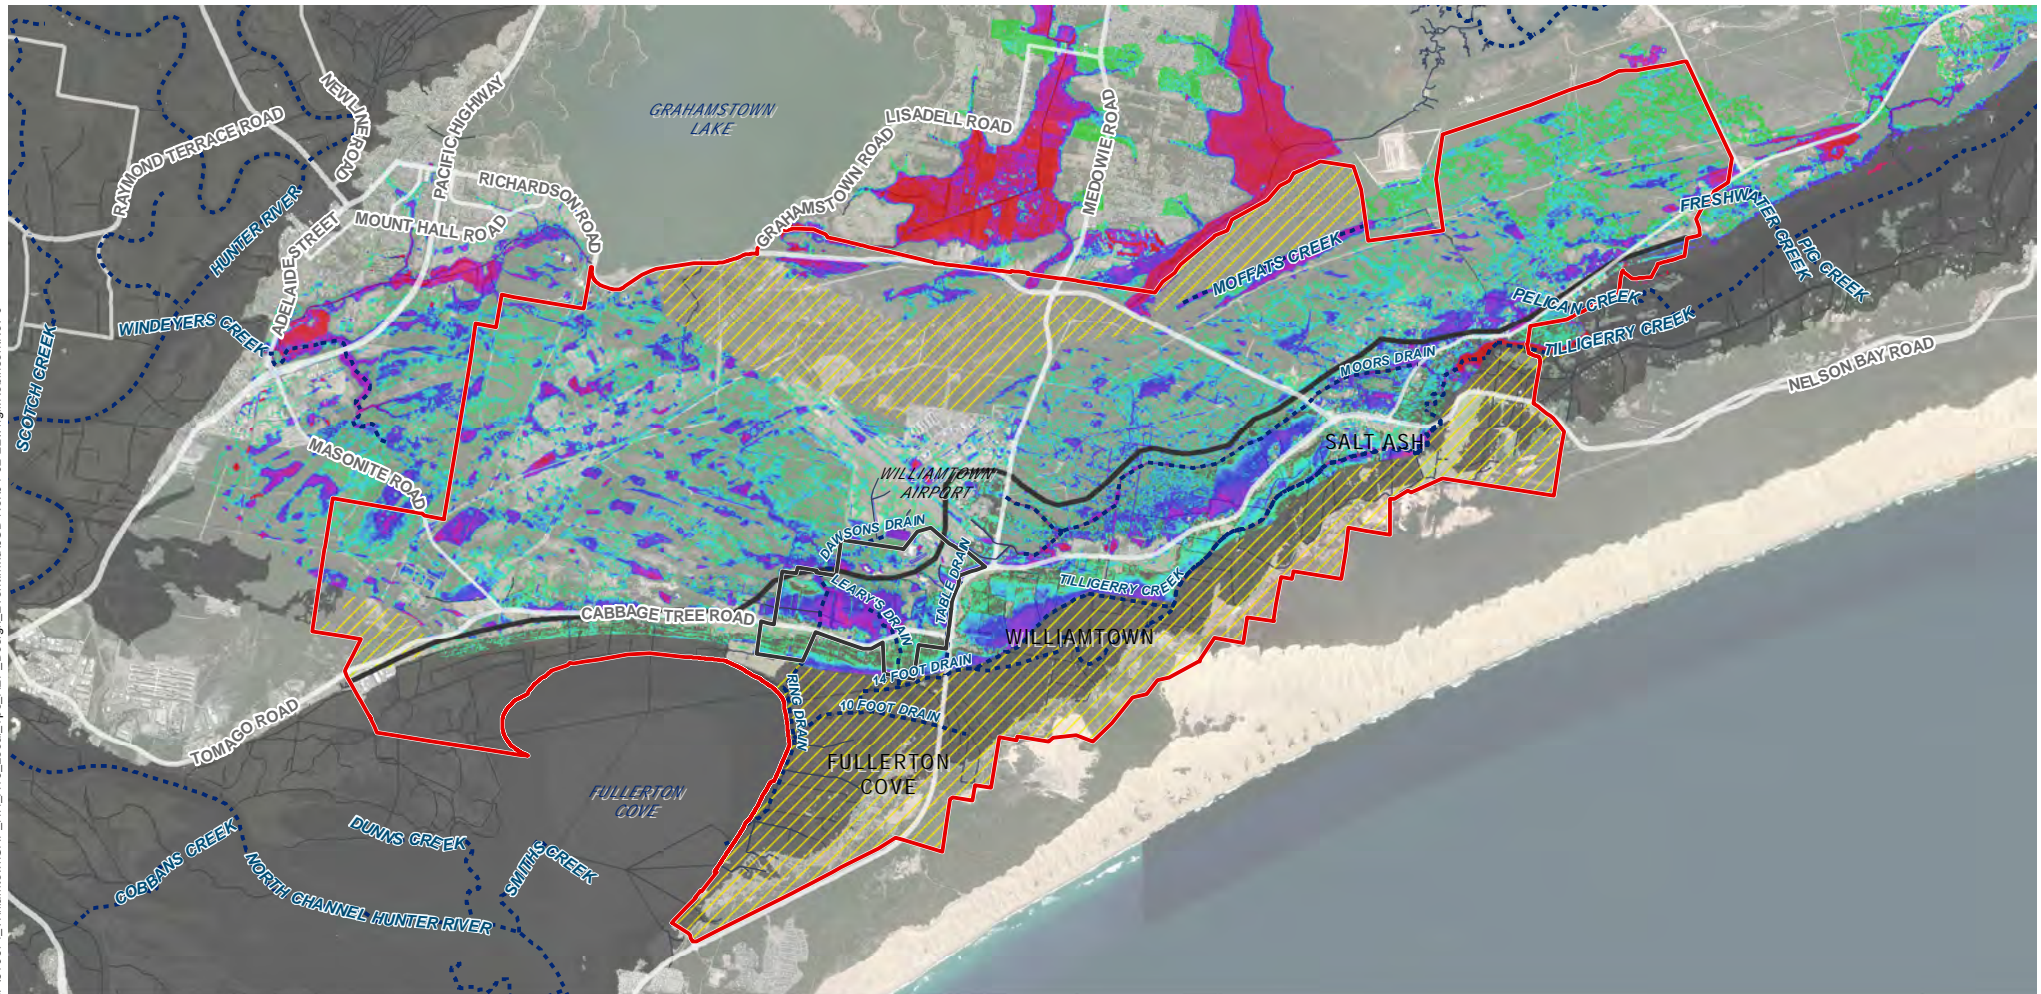 GRAHAMSTOWN
LAKE
LISADELL ROAD
NEWLINE ROAD
PACIFIC HIGHWAY
RAYMOND TERRACE ROAD
MEDOWIE ROAD
GRAHAMSTOWN ROAD
RICHARDSON ROAD
MOUNT HALL ROAD
HUNTER RIVER
ADELAIDE STREET
FRESHWATER CREEK
PIG CREEK
MOFFATS CREEK
PELICAN CREEK
TILLIGERRY CREEK
WINDEYERS CREEK
SCOTCH CREEK
MOORS DRAIN
NELSON BAY ROAD
SALT ASH
MASONITE ROAD
WILLIAMTOWN
AIRPORT
DAWSONS DRAIN
TABLE DRAIN
LEARY'S DRAIN
TILLIGERRY CREEK
CABBAGE TREE ROAD
WILLIAMTOWN
14 FOOT DRAIN
RING DRAIN
10 FOOT DRAIN
TOMAGO ROAD
FULLERTON
COVE
FULLERTON
COVE
DUNNS CREEK
SMITHS CREEK
COBBANS CREEK
NORTH CHANNEL HUNTER RIVER